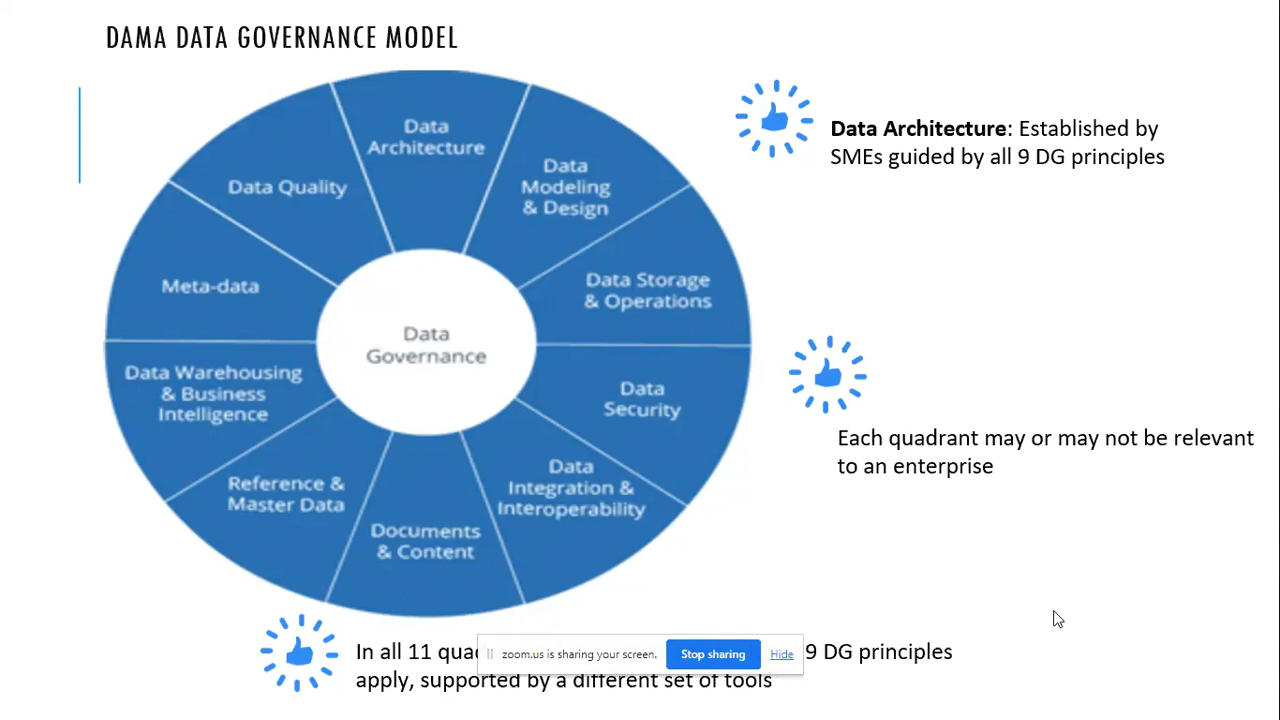 DAMA DATA GOVERNANCE MODEL
Data
Architecture
Data
Modeling
& Design
Data Storage
& Operations
Data
Security
Data
Integration &
Interoperability
Documents
& Content
Reference &
Master Data
Data Warehousing
& Business
Intelligence
Meta-data
Data Quality
Data
Governance
Data Architecture: Established by
SMEs guided by all 9 DG principles
Each quadrant may or may not be relevant
to an enterprise
In all 11 9 DG principles
apply, supported by a different set of tools
zoom.us is sharing your screen.
Stop sharing
Hide